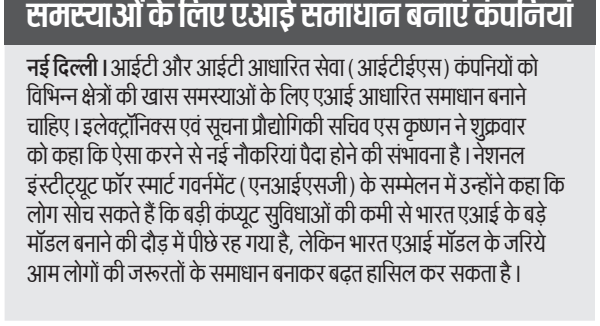 समस्याओं के लिए एआई समाधान बनाएं कंपनियां
नई दिल्ली। आईटी और आईटी आधारित सेवा (आईटीईएस) कंपनियों को
विभिन्न क्षेत्रों की खास समस्याओं के लिए एआई आधारित समाधान बनाने
चाहिए। इलेक्ट्रॉनिक्स एवं सूचना प्रौद्योगिकी सचिव एस कृष्णन ने शुक्रवार
को कहा कि ऐसा करने से नई नौकरियां पैदा होने की संभावना है। नेशनल
इंस्टीट्यूट फॉर स्मार्ट गवर्नमेंट (एनआईएसजी) के सम्मेलन में उन्होंने कहा कि
लोग सोच सकते हैं कि बड़ी कंप्यूट सुविधाओं की कमी से भारत एआई के बड़े
मॉडल बनाने की दौड़ में पीछे रह गया है, लेकिन भारत एआई मॉडल के जरिये
आम लोगों की जरूरतों के समाधान बनाकर बढ़त हासिल कर सकता है।